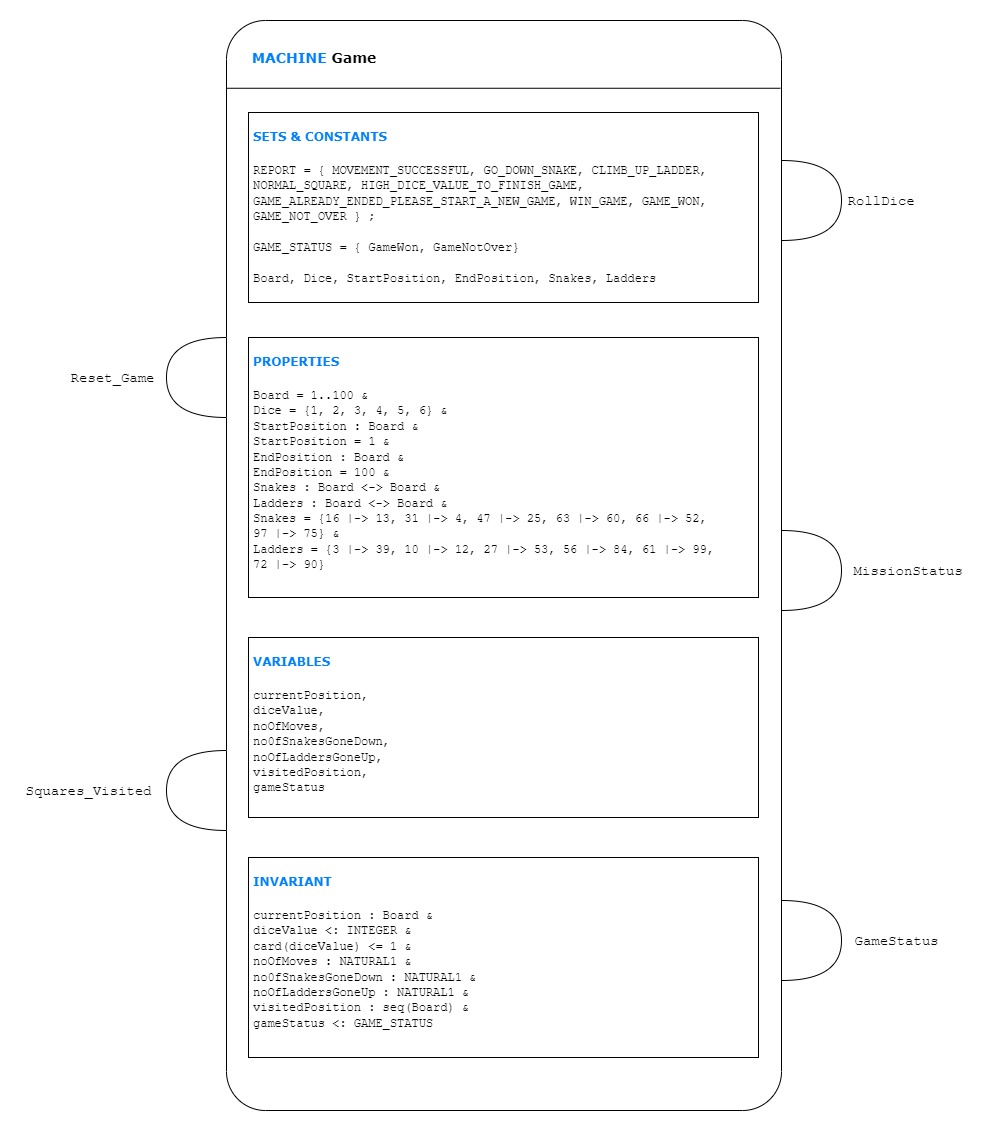 MACHINE Game
SETS & CONSTANTS
REPORT = { MOVEMENT_SUCCESSFUL, GO_DOWN_SNAKE, CLIMB_UP_LADDER,
NORMAL_SQUARE, HIGH_DICE_VALUE_TO_FINISH_GAME,
GAME_ALREADY_ENDED_PLEASE_START_A_NEW_GAME, WIN_GAME, GAME_WON,
GAME_NOT_OVER } ;
GAME_STATUS = { GameWon, GameNotOver}
Board, Dice, StartPosition, EndPosition, Snakes, Ladders
RollDice
Reset_Game
PROPERTIES
Board = 1..100 &
Dice = {1, 2, 3, 4, 5, 6} &
StartPosition : Board &
StartPosition = 1 &
EndPosition : Board &
EndPosition = 100 &
Snakes : Board <-> Board &
Ladders : Board <-> Board &
Snakes = {16 |-> 13, 31 |-> 4, 47 |-> 25, 63 |-> 60, 66 |-> 52,
97 |-> 75} &
Ladders = {3 |-> 39, 10 |-> 12, 27 |-> 53, 56 |-> 84, 61 |-> 99,
72 |-> 90}
MissionStatus
VARIABLES
currentPosition,
diceValue,
noOfMoves,
noOfSnakesGoneDown,
noOfLaddersGoneUp,
visitedPosition,
gameStatus
Squares_Visited
INVARIANT
currentPosition : Board &
diceValue <: INTEGER &
card(diceValue) <= 1 &
noOfMoves : NATURAL1 &
noOfSnakesGoneDown : NATURAL1 &
noOfLaddersGoneUp : NATURAL1 &
visitedPosition : seq(Board) &
gameStatus <: GAME_STATUS
GameStatus